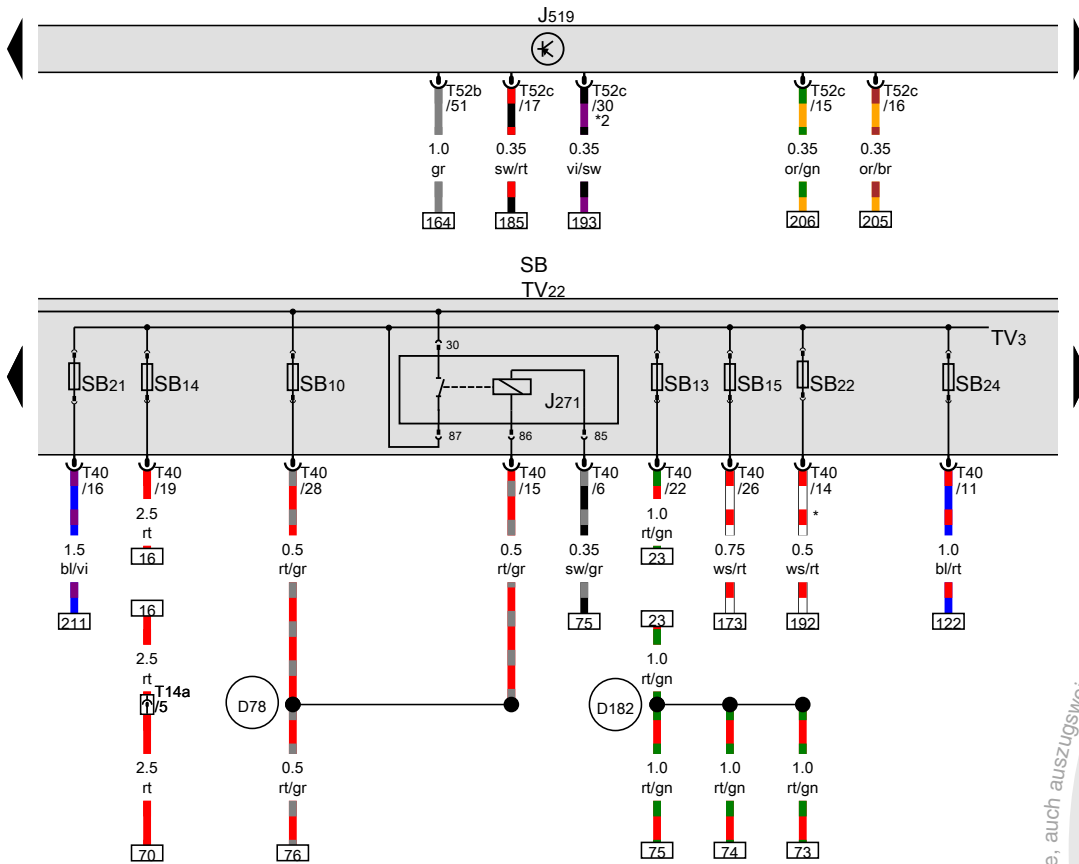 J519
T52b T52c T52c T52c T52c
/51 /17 /30 /15 /16
*2
1.0 0.35 0.35 0.35 0.35
gr sw/rt vi/sw or/gn or/br
164 185 193 206 205
SB
TV22
TV3
30
SB21 SB14 SB10 J271 SB13 SB15 SB22 SB24
87 86 85
T40 T40 T40 T40 T40 T40 T40 T40 T40
/16 /19 /28 /15 /6 /22 /26 /14 /11
2.5 1.0 *
rt rt/gn
1.5 16 0.5 0.5 0.35 23 0.75 0.5 1.0
bl/vi rt/gr rt/gr sw/gr ws/rt ws/rt bl/rt
211 16 75 23 173 192 122
2.5 1.0
rt rt/gn
T14a
/5
D78 D182
2.5 0.5 1.0 1.0 1.0
rt rt/gr rt/gn rt/gn rt/gn
70 76 75 74 73
e, auch auszugswei